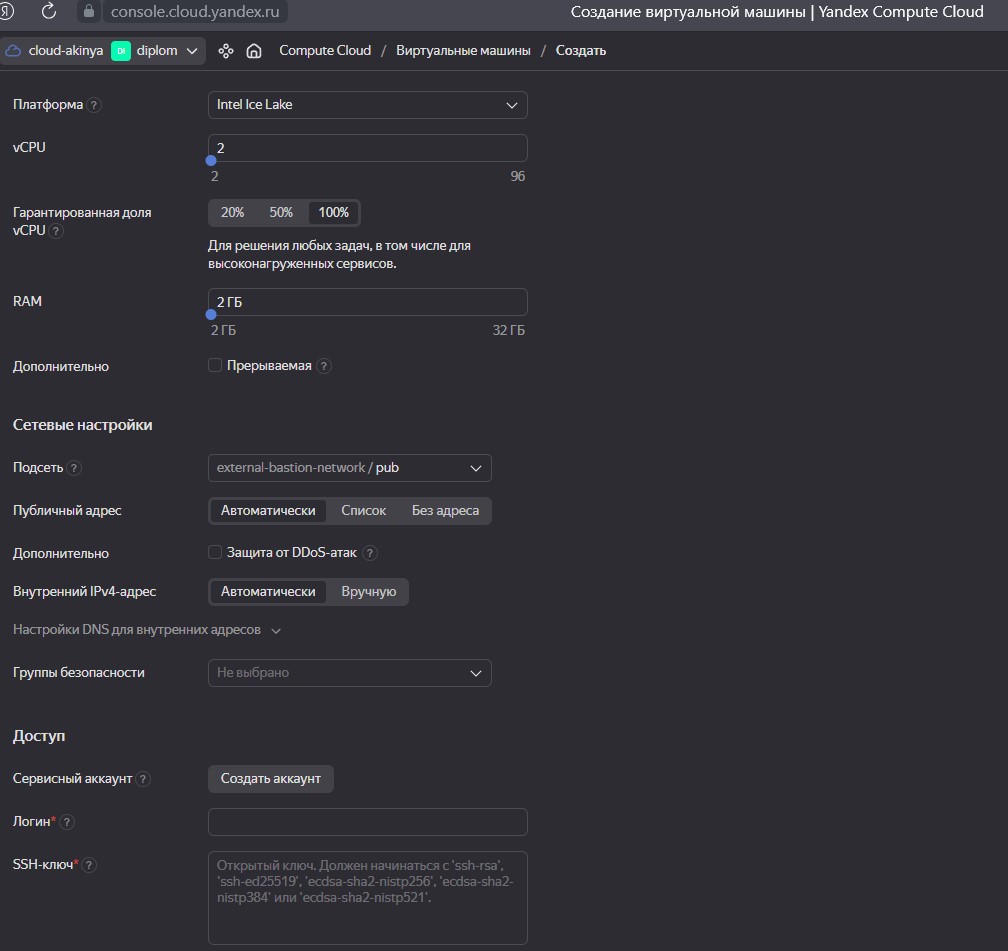 Я console.cloud.yandex.ru Создание виртуальной машины | Yandex Compute Cloud
cloud-akinya DI diplom Compute Cloud / Виртуальные машины / Создать
Платформа ? Intel Ice Lake
vCPU 2
2 96
Гарантированная доля vCPU ? 20% 50% 100%
Для решения любых задач, в том числе для
высоконагруженных сервисов.
RAM 2 ГБ
2 ГБ 32 ГБ
Дополнительно Прерываемая ?
Сетевые настройки
Подсеть ? external-bastion-network / pub
Публичный адрес Автоматически Список Без адреса
Дополнительно Защита от DDoS-атак ?
Внутренний IPv4-адрес Автоматически Вручную
Настройки DNS для внутренних адресов
Группы безопасности Не выбрано
Доступ
Сервисный аккаунт ? Создать аккаунт
Логин* ?
SSH-ключ* ? Открытый ключ. Должен начинаться с 'ssh-rsa',
'ssh-ed25519', 'ecdsa-sha2-nistp256', 'ecdsa-sha2-
nistp384' или 'ecdsa-sha2-nistp521'.